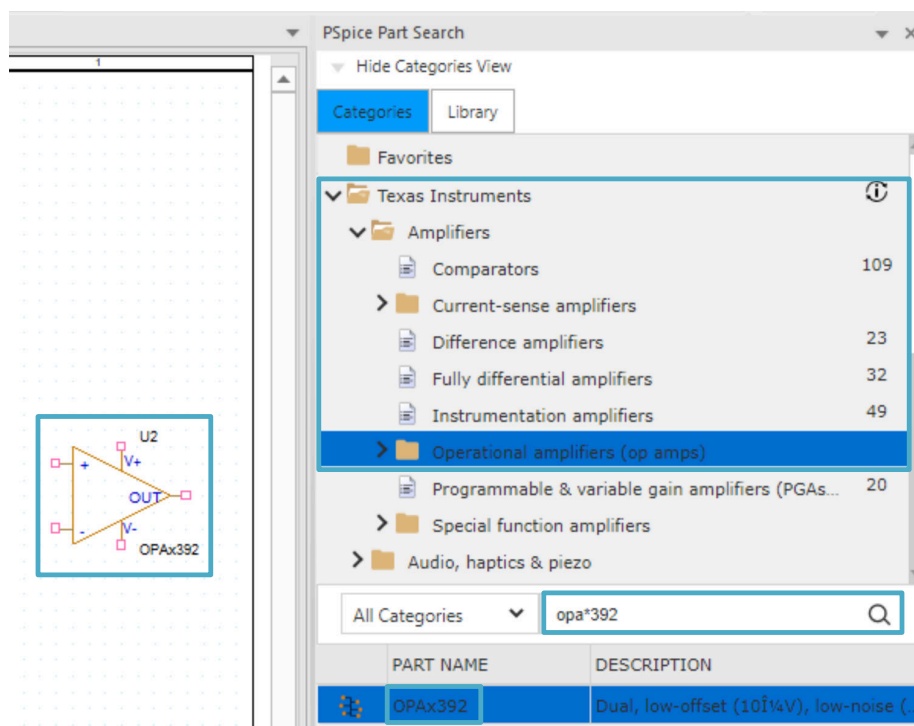 PSpice Part Search
1
Hide Categories View
Categories Library
Favorites
Texas Instruments
Amplifiers
Comparators 109
Current-sense amplifiers
Difference amplifiers 23
Fully differential amplifiers 32
Instrumentation amplifiers 49
Operational amplifiers (op amps)
Programmable & variable gain amplifiers (PGAs... 20
Special function amplifiers
Audio, haptics & piezo
U2
+ V+
OUT
- V-
OPAx392
All Categories opa*392
PART NAME DESCRIPTION
OPAx392 Dual, low-offset (10Î¼V), low-noise (...